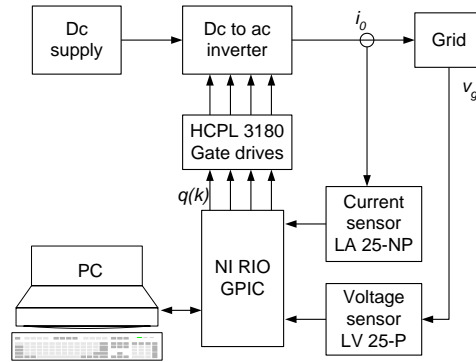 Dc
supply
Dc to ac
inverter
i0
Grid
vg
HCPL 3180
Gate drives
q(k)
Current
sensor
LA 25-NP
PC
NI RIO
GPIC
Voltage
sensor
LV 25-P